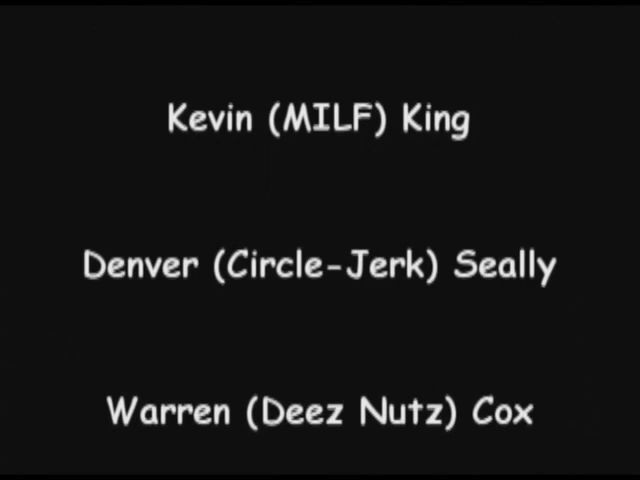 Kevin (MILF) King
Denver (Circle-Jerk) Seally
Warren (Deez Nutz) Cox